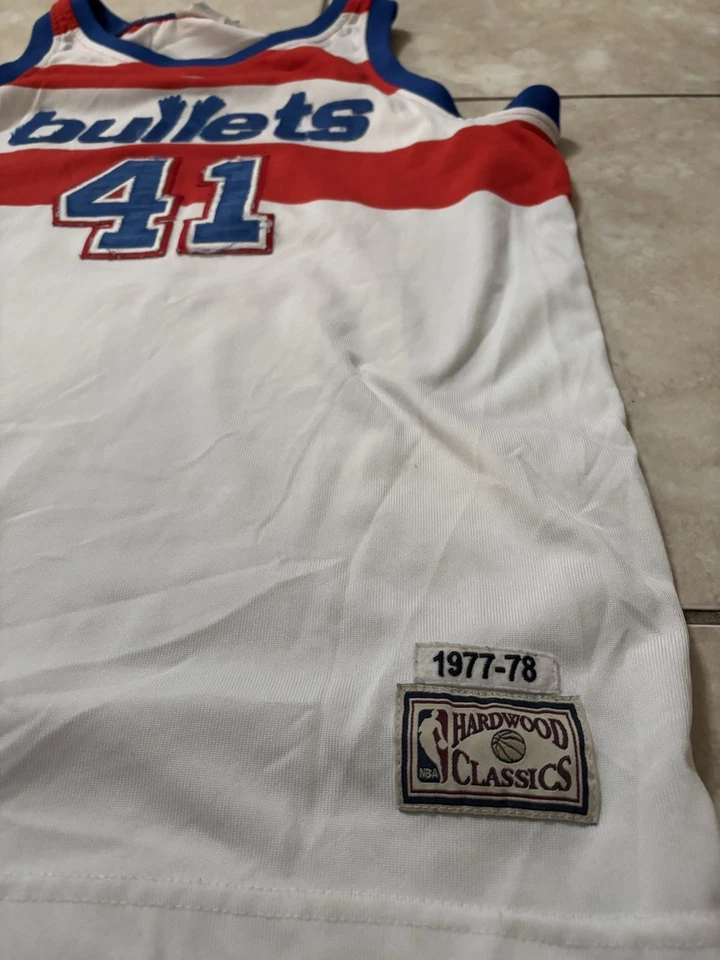 bullets
41
1977-78
HARDWOOD
NBA
CLASSICS